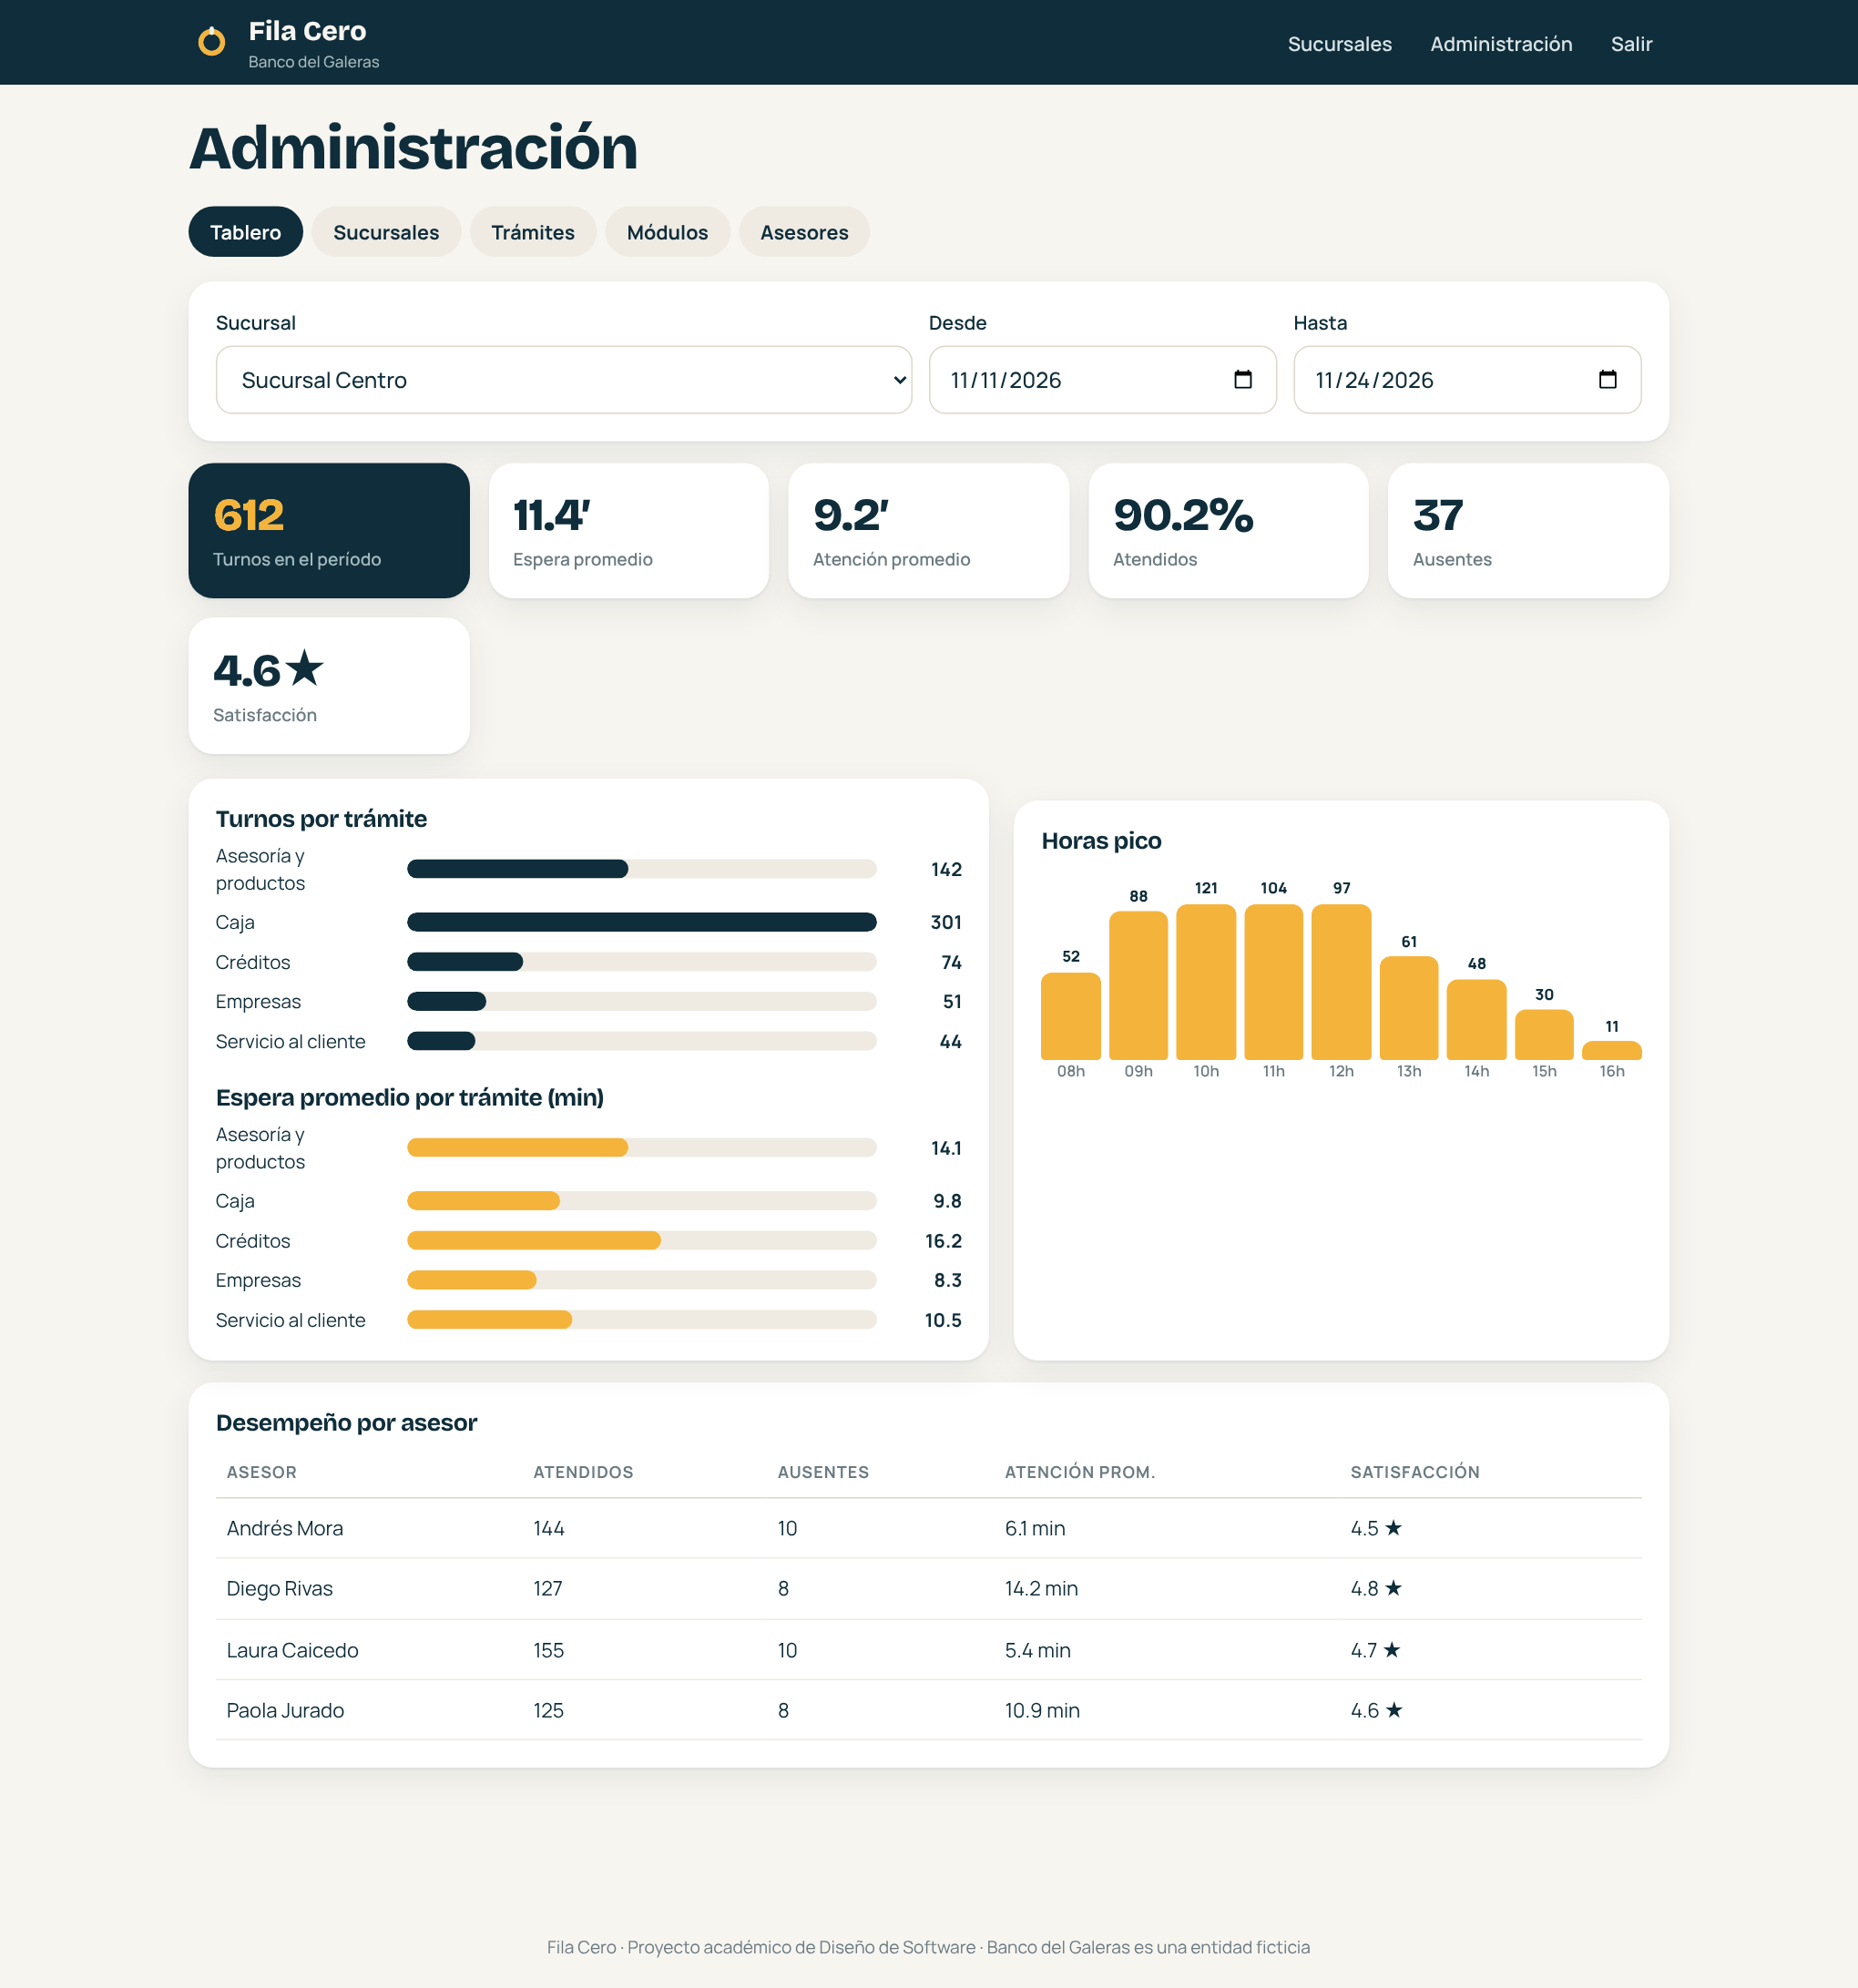 Fila Cero
Banco del Galeras
Sucursales Administración Salir
Administración
Tablero Sucursales Trámites Módulos Asesores
Sucursal Desde Hasta
Sucursal Centro 11/11/2026 11/24/2026
612 11.4′ 9.2′ 90.2% 37
Turnos en el período Espera promedio Atención promedio Atendidos Ausentes
4.6★
Satisfacción
Turnos por trámite
Asesoría y
productos 142
Caja 301
Créditos 74
Empresas 51
Servicio al cliente 44
Espera promedio por trámite (min)
Asesoría y
productos 14.1
Caja 9.8
Créditos 16.2
Empresas 8.3
Servicio al cliente 10.5
Horas pico
52 88 121 104 97 61 48 30 11
08h 09h 10h 11h 12h 13h 14h 15h 16h
Desempeño por asesor
ASESOR ATENDIDOS AUSENTES ATENCIÓN PROM. SATISFACCIÓN
Andrés Mora 144 10 6.1 min 4.5 ★
Diego Rivas 127 8 14.2 min 4.8 ★
Laura Caicedo 155 10 5.4 min 4.7 ★
Paola Jurado 125 8 10.9 min 4.6 ★
Fila Cero · Proyecto académico de Diseño de Software · Banco del Galeras es una entidad ficticia